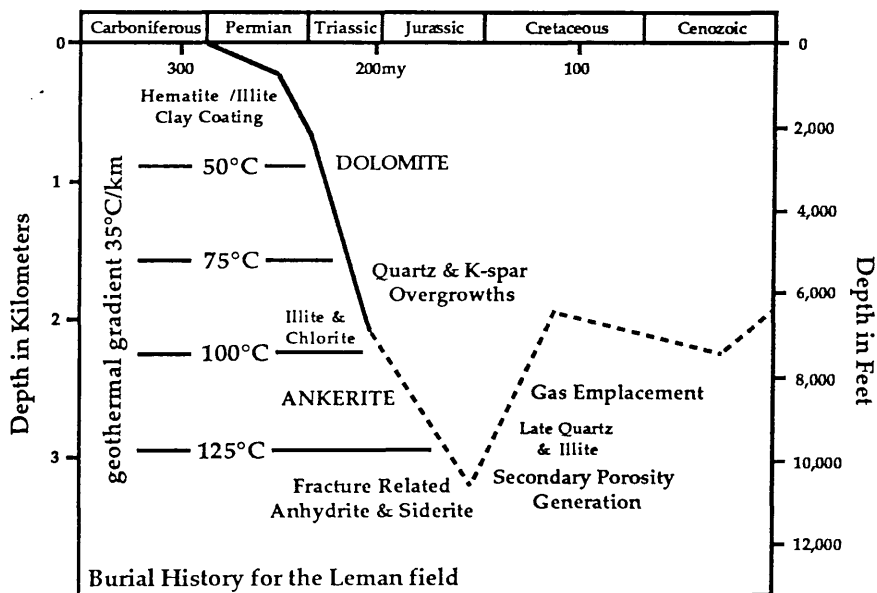 Carboniferous Permian Triassic Jurassic Cretaceous Cenozoic
0 0
300 200my 100
Hematite /Illite
Clay Coating
2,000
50°C DOLOMITE
1
4,000
75°C
Quartz & K-spar
Overgrowths
6,000
Illite &
Chlorite
2
100°C
8,000
ANKERITE
Gas Emplacement
Late Quartz
& Illite
125°C
3
10,000
Secondary Porosity
Generation
Fracture Related
Anhydrite & Siderite
12,000
Depth in Kilometers
geothermal gradient 35°C/km
Depth in Feet
Burial History for the Leman field